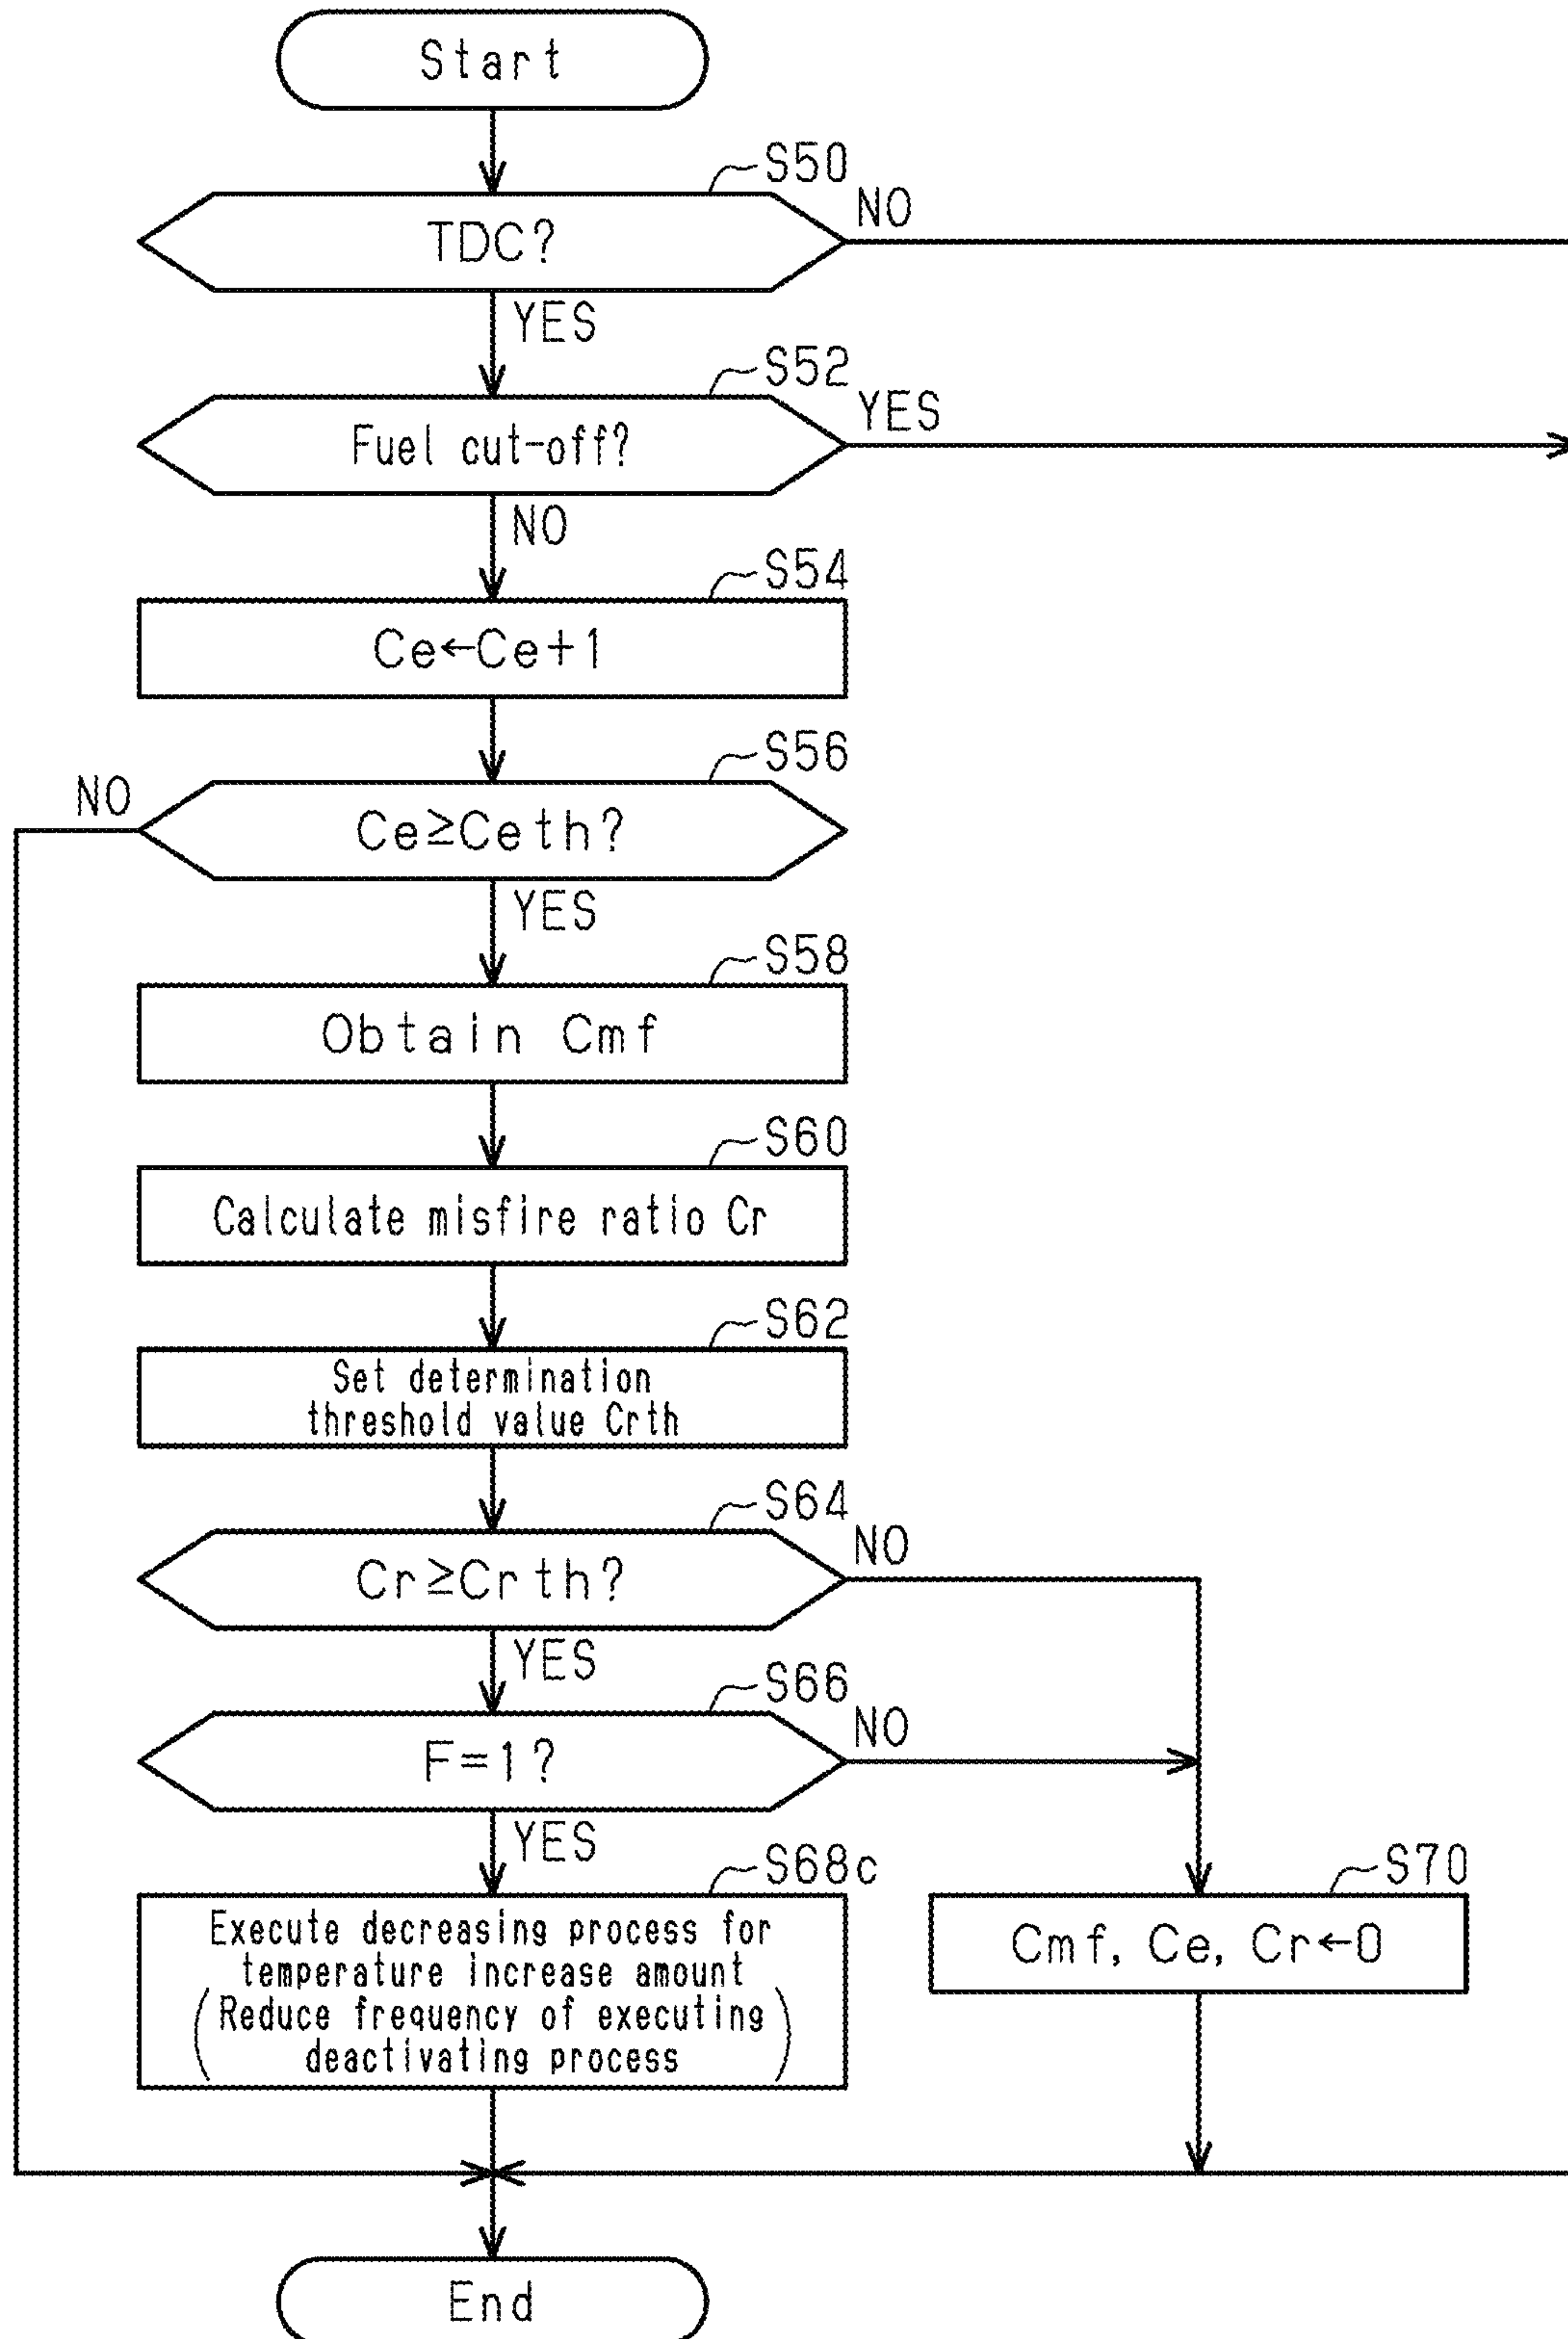 Start
S50
TDC?
NO
YES
S52
Fuel cut-off?
YES
NO
S54
Ce←Ce+1
S56
NO
Ce≧Ceth?
YES
S58
Obtain Cmf
S60
Calculate misfire ratio Cr
S62
Set determination
threshold value Crth
S64
Cr≧Crth?
NO
YES
S66
F=1?
NO
YES
S68c
Execute decreasing process for
temperature increase amount
(Reduce frequency of executing
deactivating process)
S70
Cmf, Ce, Cr←0
End